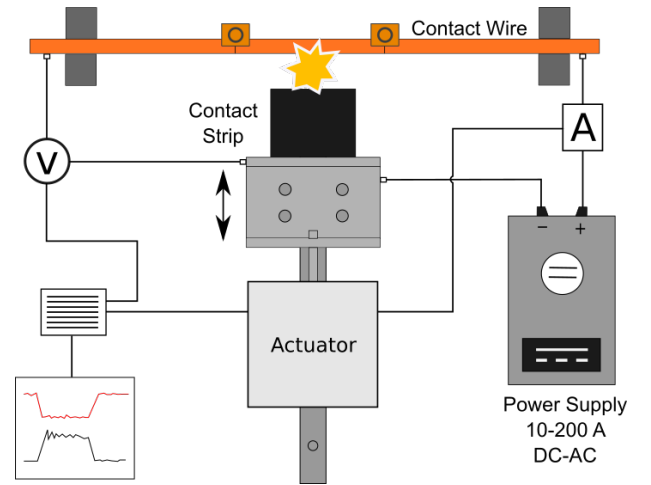 Contact Wire
Contact
Strip
A
V
− +
Actuator
Power Supply
10-200 A
DC-AC